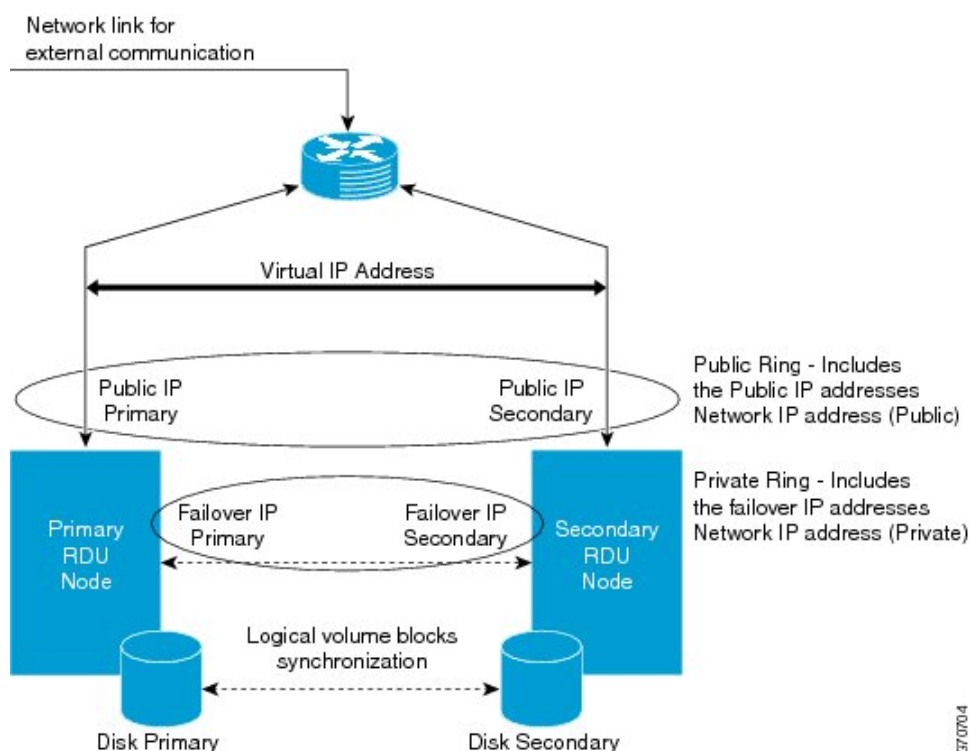 Network link for
external communication
Virtual IP Address
Public IP
Primary
Public IP
Secondary
Public Ring - Includes
the Public IP addresses
Network IP address (Public)
Primary
RDU
Node
Failover IP
Primary
Failover IP
Secondary
Secondary
RDU
Node
Private Ring - Includes
the failover IP addresses
Network IP address (Private)
Logical volume blocks
synchronization
Disk Primary
Disk Secondary